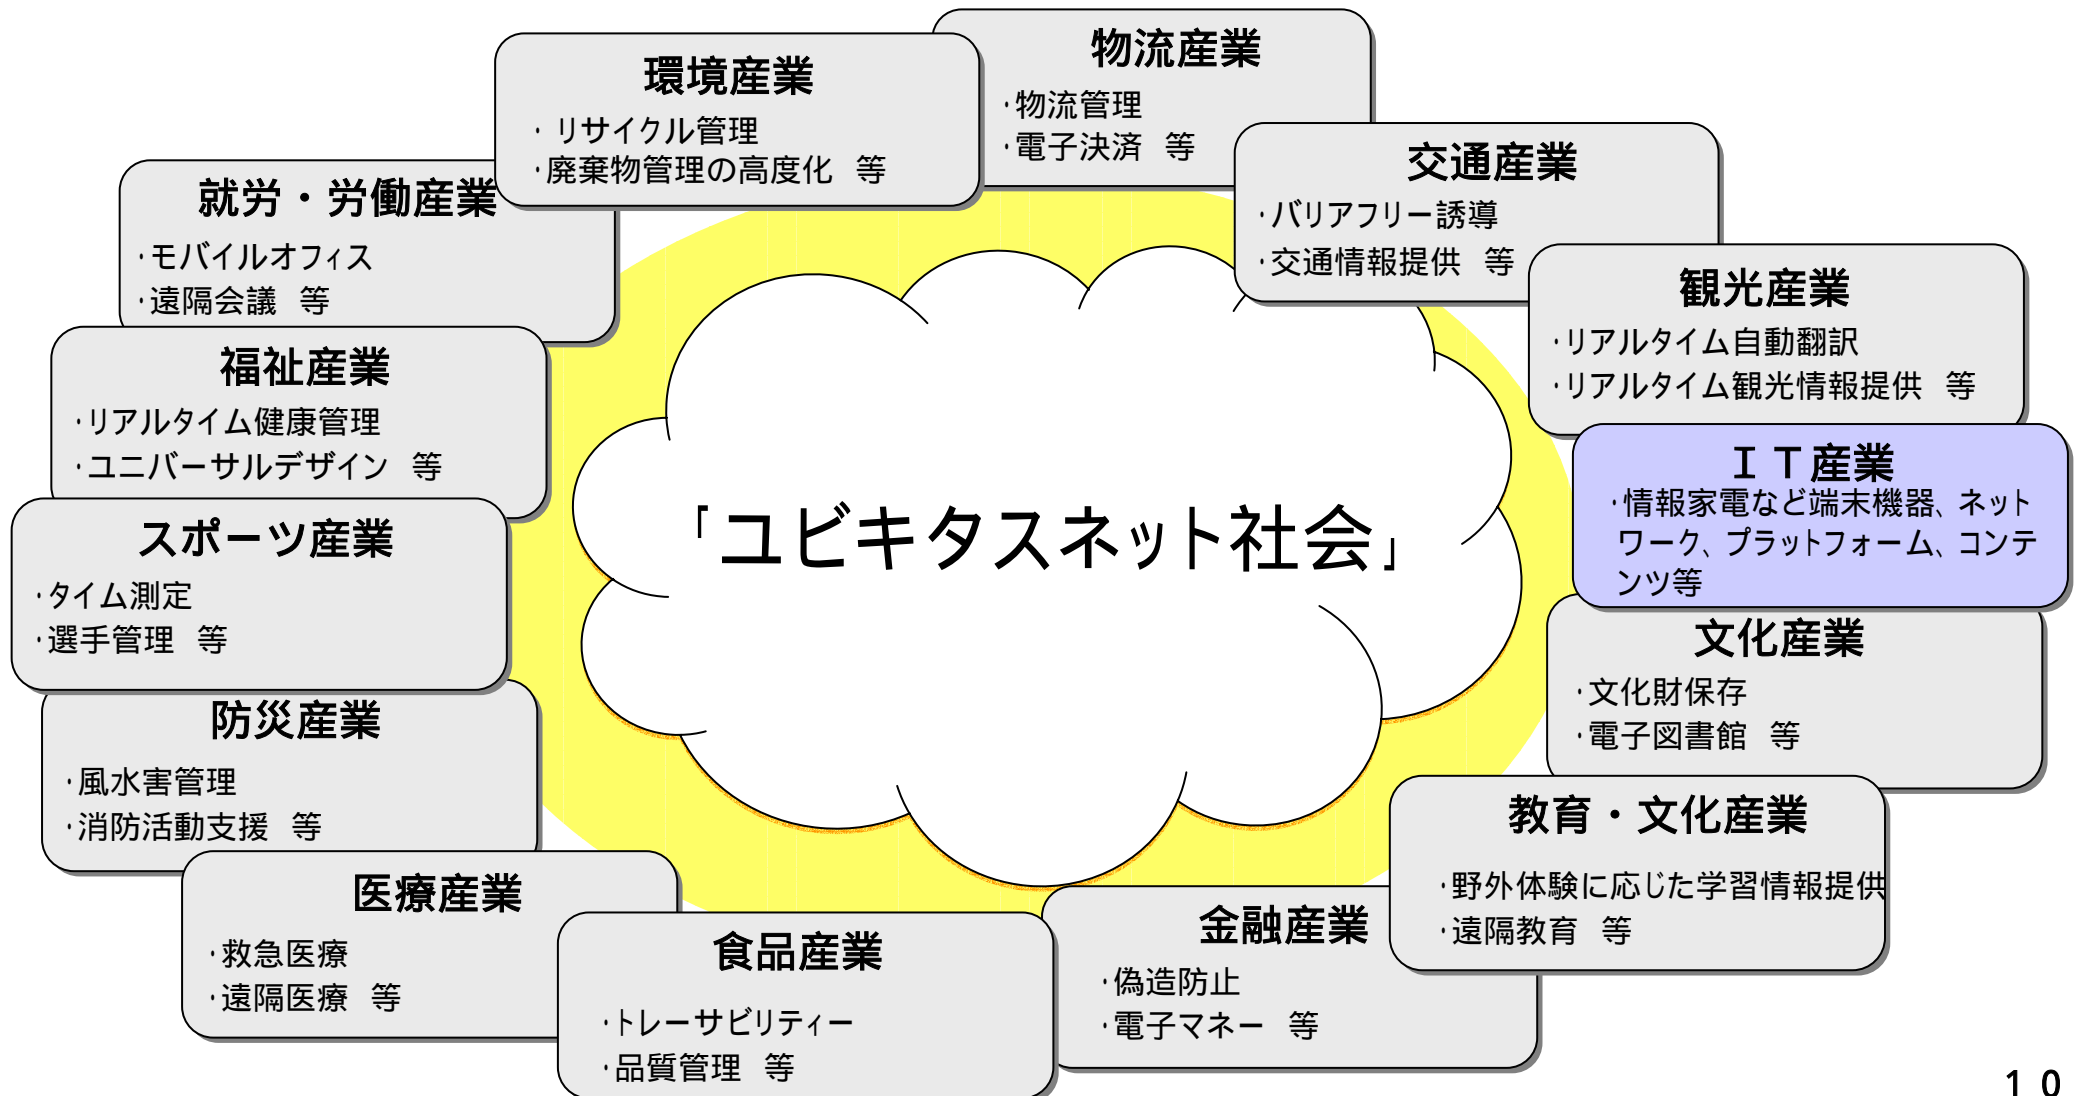 物流産業
・物流管理
・電子決済　等
環境産業
・リサイクル管理
・廃棄物管理の高度化　等
交通産業
・バリアフリー誘導
・交通情報提供　等
就労・労働産業
・モバイルオフィス
・遠隔会議　等
観光産業
・リアルタイム自動翻訳
・リアルタイム観光情報提供　等
福祉産業
・リアルタイム健康管理
・ユニバーサルデザイン　等
ＩＴ産業
・情報家電など端末機器、ネット
ワーク、プラットフォーム、コンテ
ンツ等
「ユビキタスネット社会」
スポーツ産業
・タイム測定
・選手管理　等
文化産業
・文化財保存
・電子図書館　等
防災産業
・風水害管理
・消防活動支援　等
教育・文化産業
・野外体験に応じた学習情報提供
・遠隔教育　等
医療産業
・救急医療
・遠隔医療　等
金融産業
・偽造防止
・電子マネー　等
食品産業
・トレーサビリティー
・品質管理　等
１０